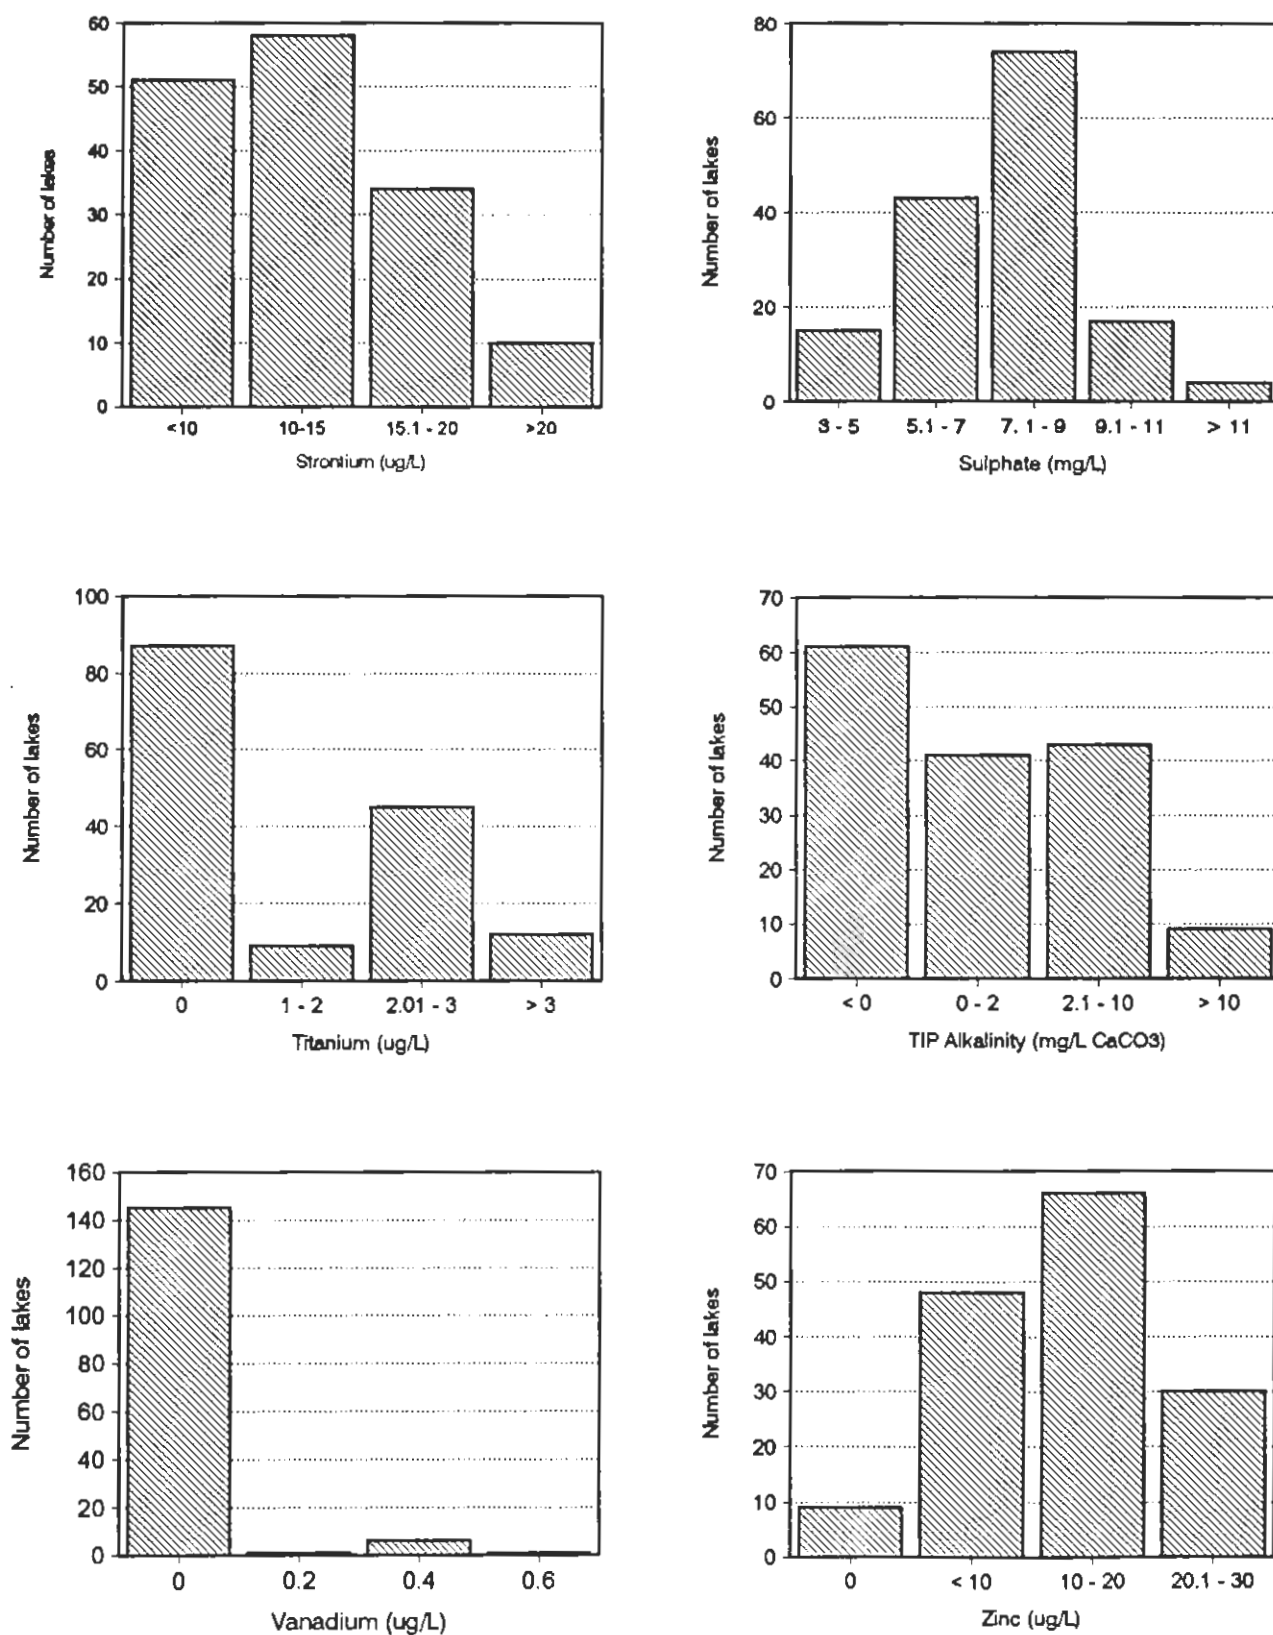 60
50
40
30
20
10
0
Number of lakes
<10 10-15 15.1 - 20 >20
Strontium (ug/L)
80
60
40
20
0
Number of lakes
3 - 5 5.1 - 7 7.1 - 9 9.1 - 11 > 11
Sulphate (mg/L)
100
80
60
40
20
0
Number of lakes
0 1 - 2 2.01 - 3 > 3
Titanium (ug/L)
70
60
50
40
30
20
10
0
Number of lakes
< 0 0 - 2 2.1 - 10 > 10
TIP Alkalinity (mg/L CaCO3)
160
140
120
100
80
60
40
20
0
Number of lakes
0 0.2 0.4 0.6
Vanadium (ug/L)
70
60
50
40
30
20
10
0
Number of lakes
0 < 10 10 - 20 20.1 - 30
Zinc (ug/L)